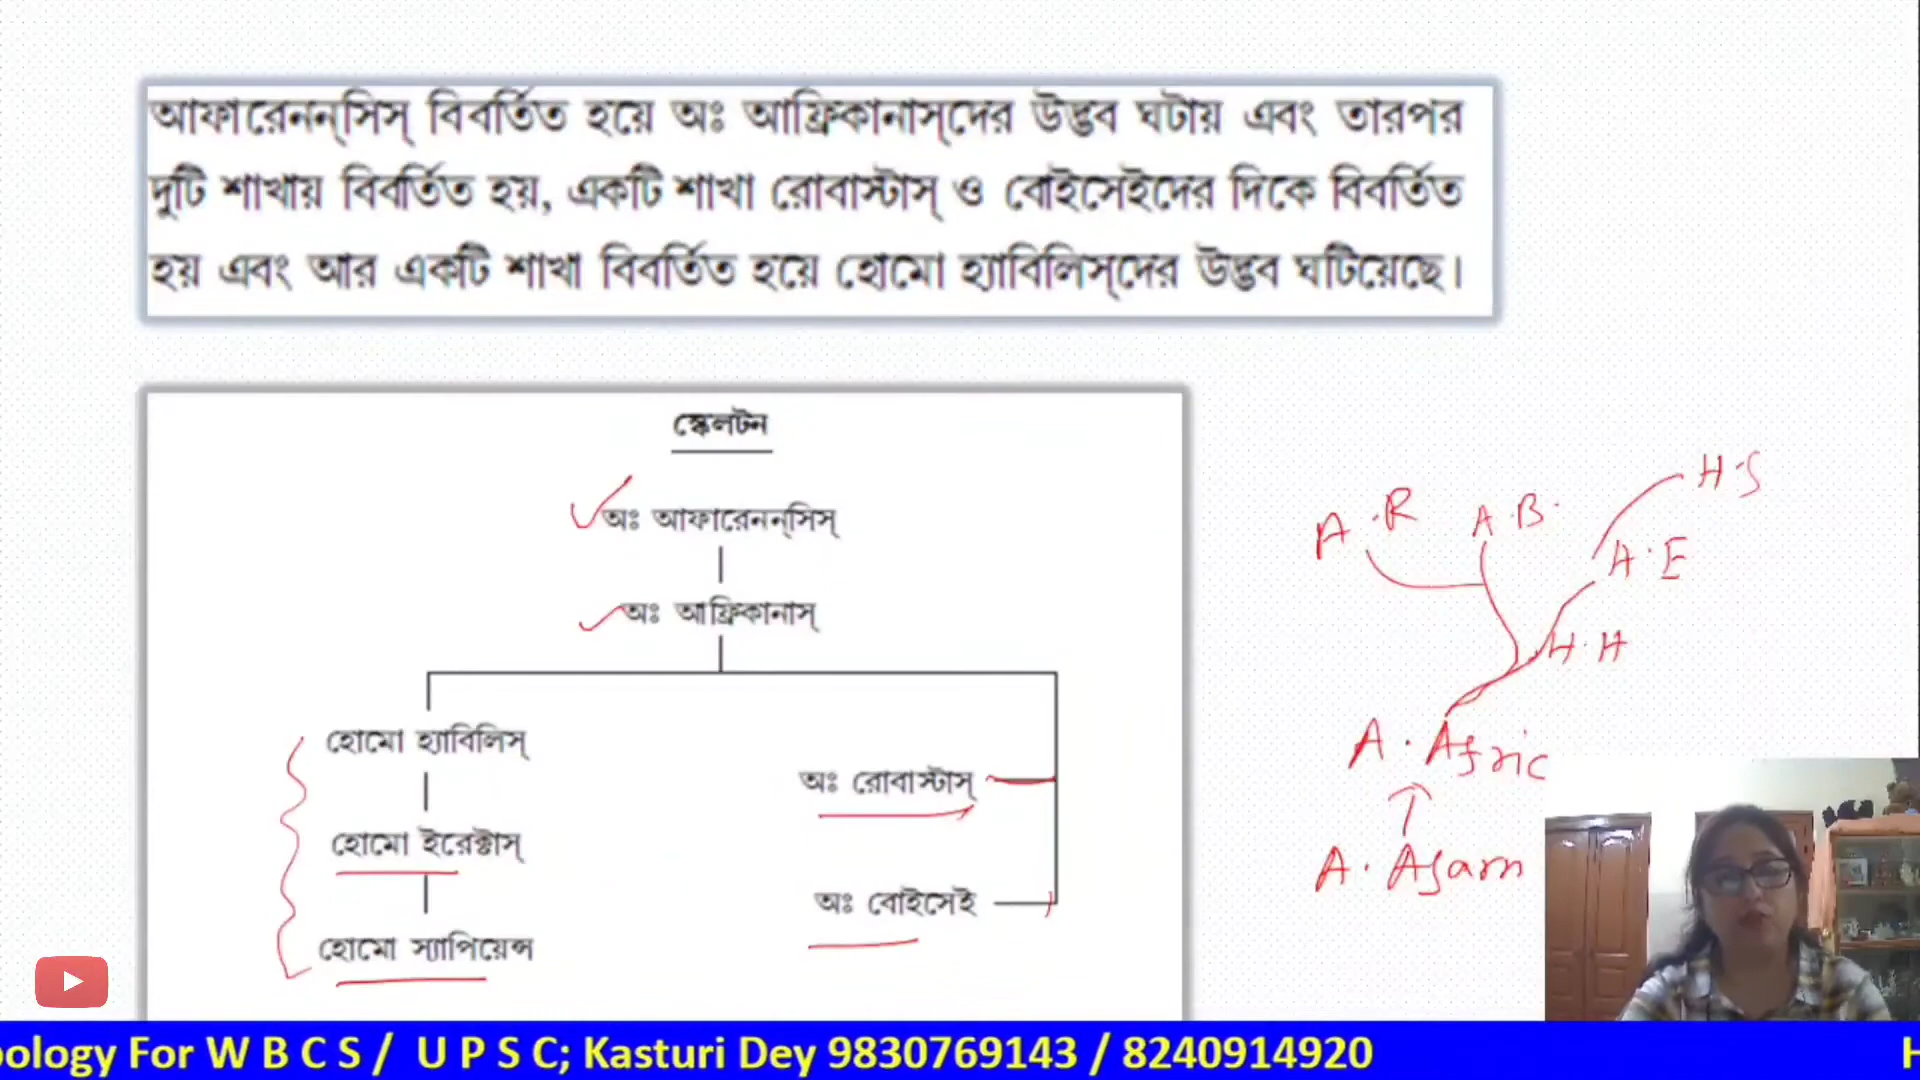 আফারেনন্‌সিস্ বিবর্তিত হয়ে অঃ আফ্রিকানাস্‌দের উদ্ভব ঘটায় এবং তারপর
দুটি শাখায় বিবর্তিত হয়, একটি শাখা রোবাস্টাস্ ও বোইসেইদের দিকে বিবর্তিত
হয় এবং আর একটি শাখা বিবর্তিত হয়ে হোমো হ্যাবিলিস্‌দের উদ্ভব ঘটিয়েছে।
স্কেলটন
অঃ আফারেনন্‌সিস্
অঃ আফ্রিকানাস্
হোমো হ্যাবিলিস্
হোমো ইরেক্টাস্
হোমো স্যাপিয়েন্স
অঃ রোবাস্টাস্
অঃ বোইসেই
H.S
A.R
A.B.
H.E
H.H
A. Afric
A. Afarn
pology For W B C S / U P S C; Kasturi Dey 9830769143 / 8240914920
H